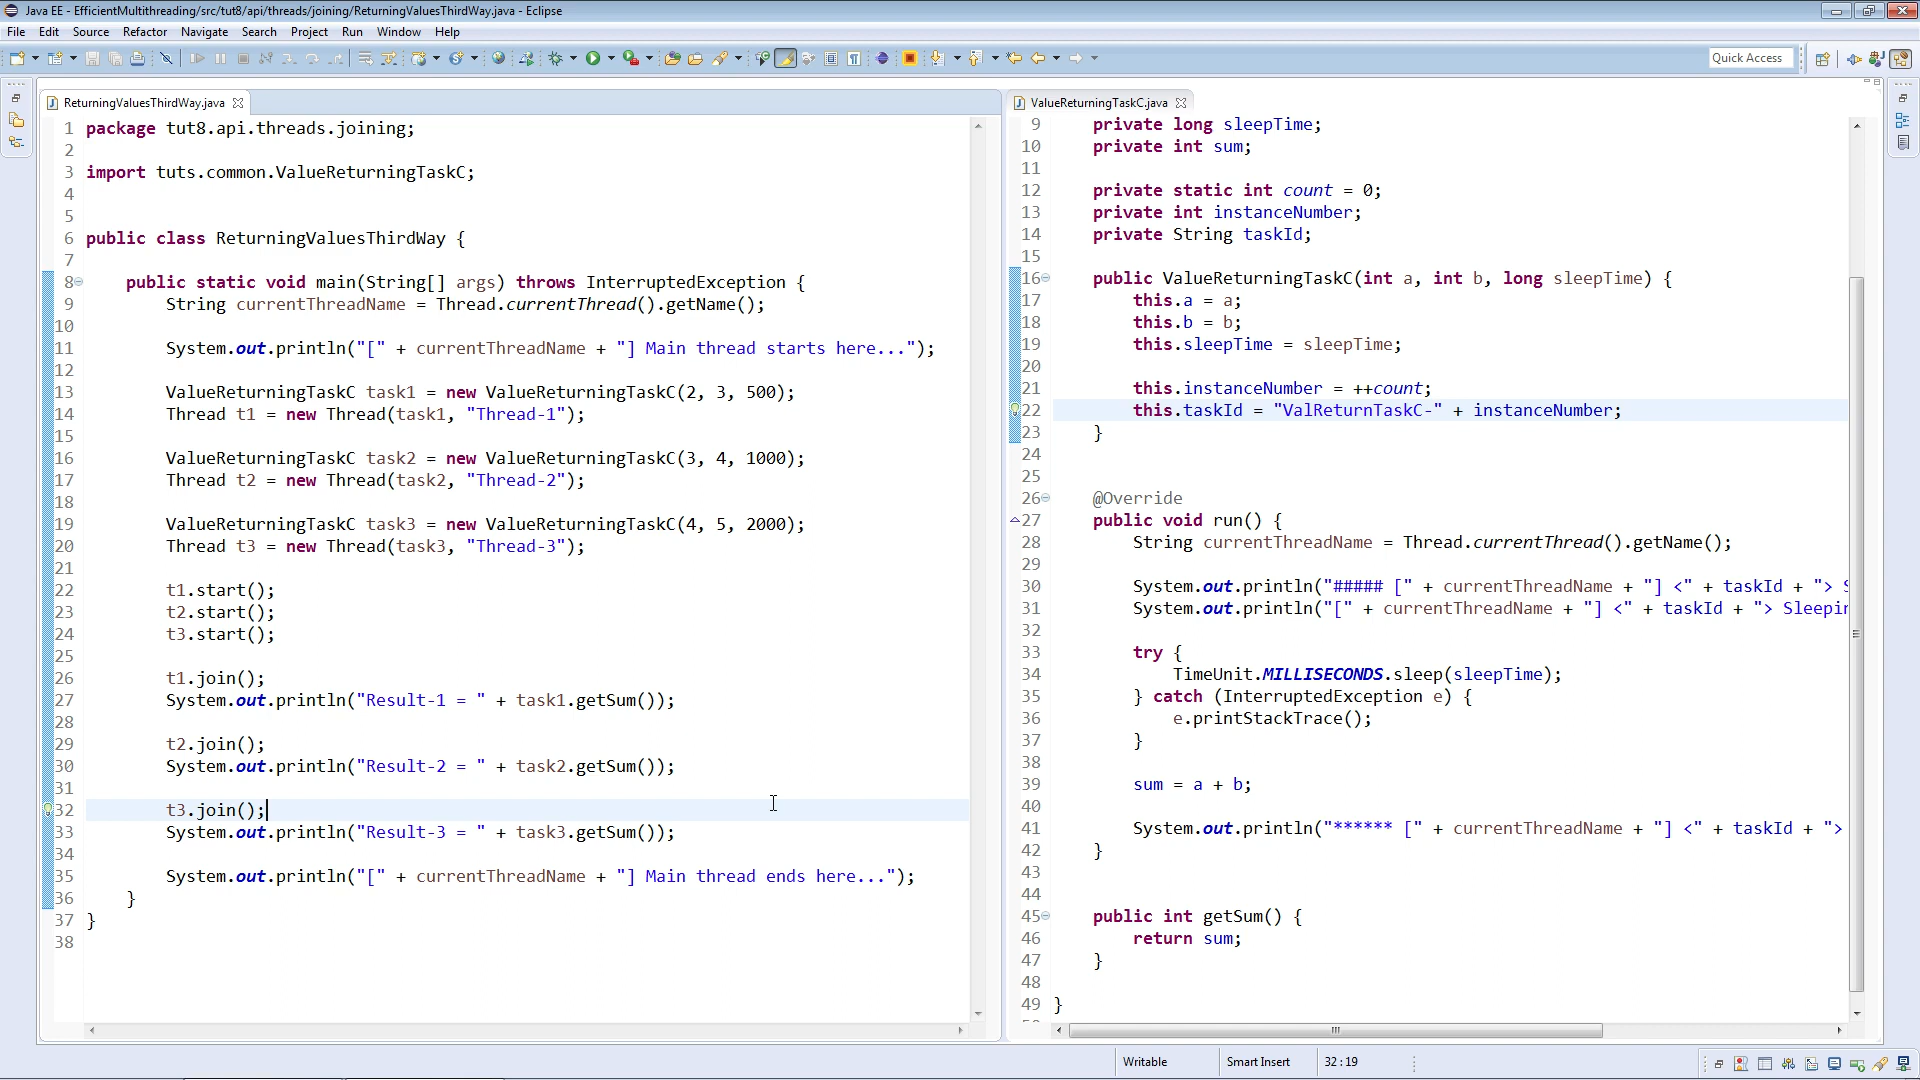 Java EE - EfficientMultithreading/src/tut8/api/threads/joining/ReturningValuesThirdWay.java - Eclipse
File Edit Source Refactor Navigate Search Project Run Window Help
Quick Access
ReturningValuesThirdWay.java
1 package tut8.api.threads.joining;
2
3 import tuts.common.ValueReturningTaskC;
4
5
6 public class ReturningValuesThirdWay {
7
8 public static void main(String[] args) throws InterruptedException {
9 String currentThreadName = Thread.currentThread().getName();
10
11 System.out.println("[" + currentThreadName + "] Main thread starts here...");
12
13 ValueReturningTaskC task1 = new ValueReturningTaskC(2, 3, 500);
14 Thread t1 = new Thread(task1, "Thread-1");
15
16 ValueReturningTaskC task2 = new ValueReturningTaskC(3, 4, 1000);
17 Thread t2 = new Thread(task2, "Thread-2");
18
19 ValueReturningTaskC task3 = new ValueReturningTaskC(4, 5, 2000);
20 Thread t3 = new Thread(task3, "Thread-3");
21
22 t1.start();
23 t2.start();
24 t3.start();
25
26 t1.join();
27 System.out.println("Result-1 = " + task1.getSum());
28
29 t2.join();
30 System.out.println("Result-2 = " + task2.getSum());
31
32 t3.join();
33 System.out.println("Result-3 = " + task3.getSum());
34
35 System.out.println("[" + currentThreadName + "] Main thread ends here...");
36 }
37 }
38
ValueReturningTaskC.java
9 private long sleepTime;
10 private int sum;
11
12 private static int count = 0;
13 private int instanceNumber;
14 private String taskId;
15
16 public ValueReturningTaskC(int a, int b, long sleepTime) {
17 this.a = a;
18 this.b = b;
19 this.sleepTime = sleepTime;
20
21 this.instanceNumber = ++count;
22 this.taskId = "ValReturnTaskC-" + instanceNumber;
23 }
24
25
26 @Override
27 public void run() {
28 String currentThreadName = Thread.currentThread().getName();
29
30 System.out.println("##### [" + currentThreadName + "] <" + taskId + "> 
31 System.out.println("[" + currentThreadName + "] <" + taskId + "> Sleepin
32
33 try {
34 TimeUnit.MILLISECONDS.sleep(sleepTime);
35 } catch (InterruptedException e) {
36 e.printStackTrace();
37 }
38
39 sum = a + b;
40
41 System.out.println("****** [" + currentThreadName + "] <" + taskId + ">
42 }
43
44
45 public int getSum() {
46 return sum;
47 }
48
49 }
Writable Smart Insert 32 : 19